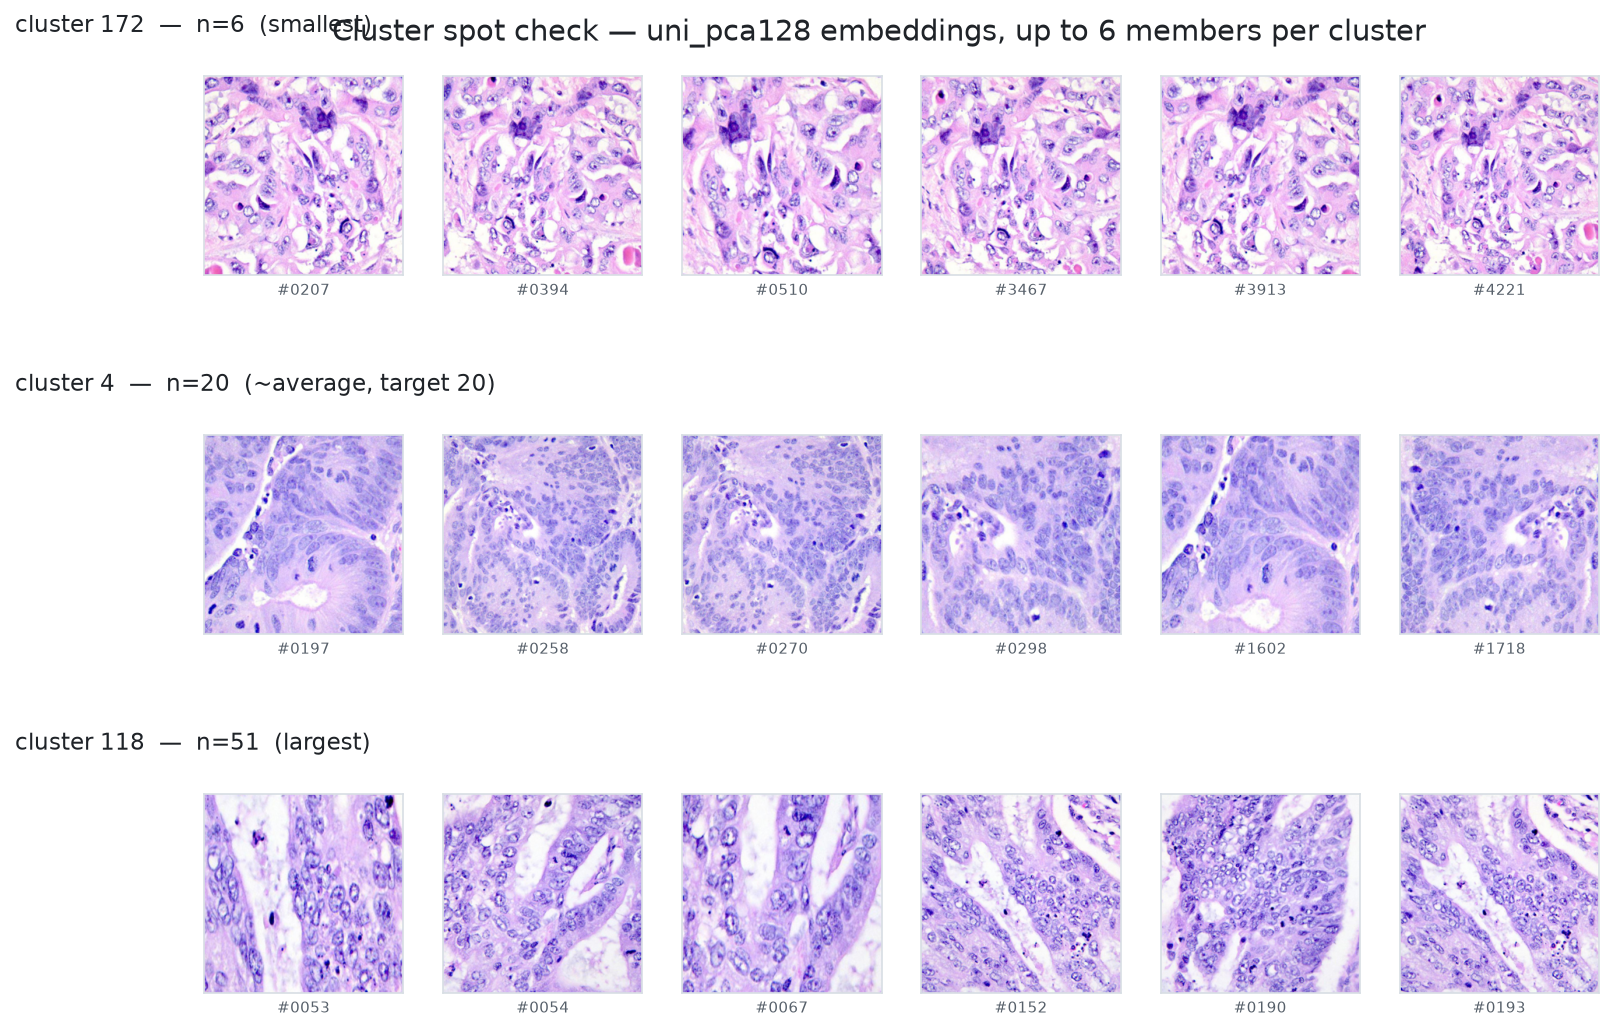 Cluster spot check — uni_pca128 embeddings, up to 6 members per cluster
cluster 172 — n=6 (smallest)
#0207 #0394 #0510 #3467 #3913 #4221
cluster 4 — n=20 (~average, target 20)
#0197 #0258 #0270 #0298 #1602 #1718
cluster 118 — n=51 (largest)
#0053 #0054 #0067 #0152 #0190 #0193